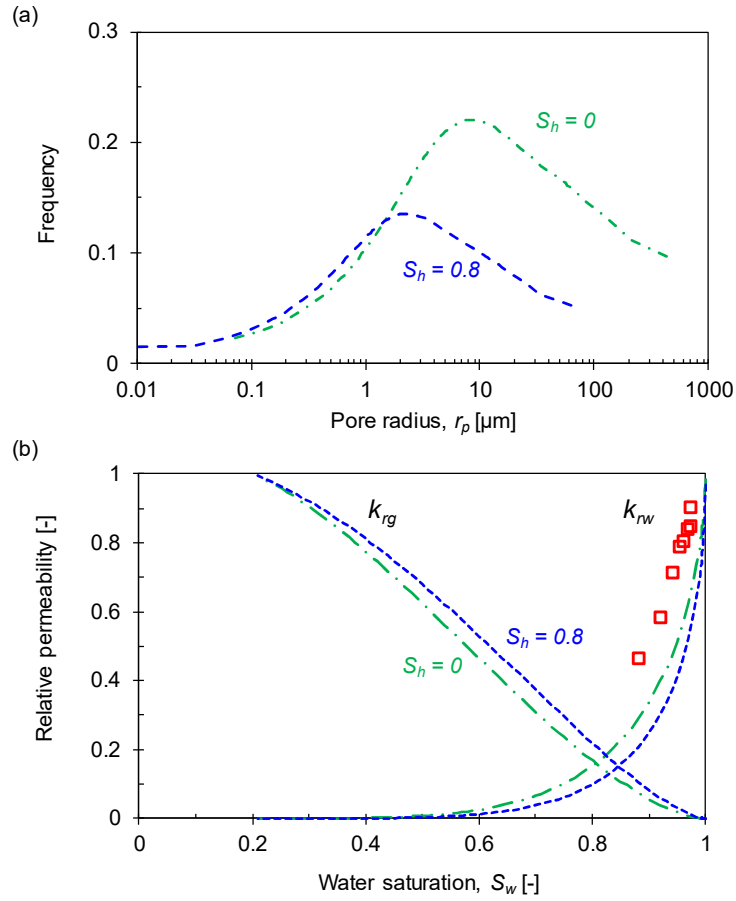 (a)
0.3
0.2
0.1
0
Frequency
S_h = 0
S_h = 0.8
0.01 0.1 1 10 100 1000
Pore radius, r_p [µm]
(b)
1
0.8
0.6
0.4
0.2
0
Relative permeability [-]
k_rg
k_rw
S_h = 0.8
S_h = 0
0 0.2 0.4 0.6 0.8 1
Water saturation, S_w [-]